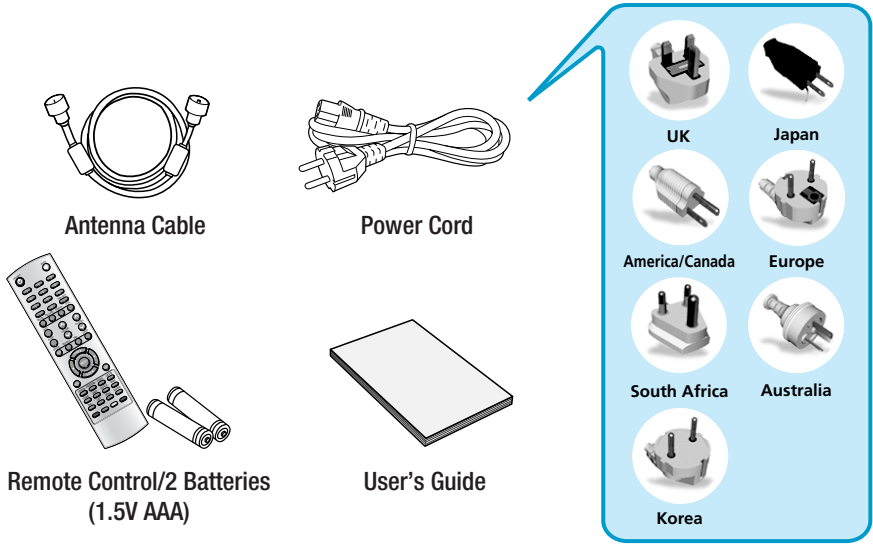 Antenna Cable
Power Cord
Remote Control/2 Batteries
(1.5V AAA)
User's Guide
UK
Japan
America/Canada
Europe
South Africa
Australia
Korea